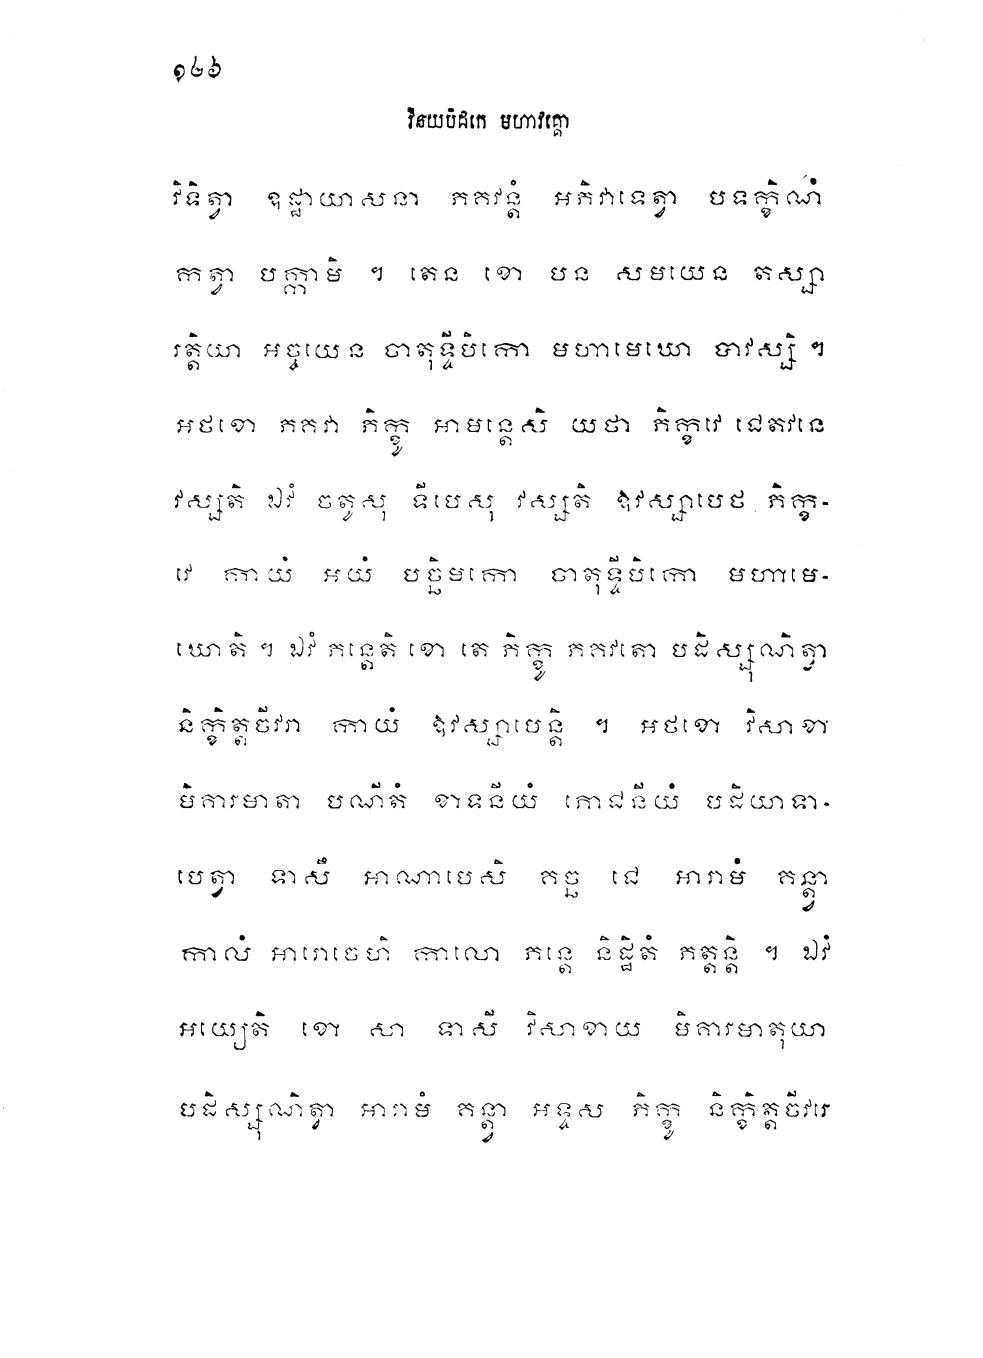 ១៤៦
វិនយបិដកេ មហាវគ្គោ
វិទិត្វា ឧដ្ឋាយាសនា ភគវន្តំ អភិវាទេត្វា បទក្ខិណំ
កត្វា បក្កាមិ ។ តេន ខោ បន សមយេន តស្សា
រត្តិយា អច្ចយេន ចាតុទ្ទីបិកោ មហាមេឃោ បាវស្សិ ។
អថខោ ភគវា ភិក្ខូ អាមន្តេសិ យថា ភិក្ខវេ ជេតវនេ
វស្សតិ ឯវំ ចតូសុ ទីបេសុ វស្សតិ ឱវស្សាបេថ ភិក្ខ-
វេ កាយំ អយំ បច្ឆិមកោ ចាតុទ្ទីបិកោ មហាមេ-
ឃោតិ ។ ឯវំ ភន្តេតិ ខោ តេ ភិក្ខូ ភគវតោ បដិស្សុណិត្វា
និក្ខិត្តចីវរា កាយំ ឱវស្សាបេន្តិ ។ អថខោ វិសាខា
មិគារមាតា បណីតំ ខាទនីយំ ភោជនីយំ បដិយាទា-
បេត្វា ទាសឹ អាណាបេសិ គច្ឆ ជេ អារាមំ គន្ត្វា
កាលំ អារោចេហិ កាលោ ភន្តេ និដ្ឋិតំ ភត្តន្តិ ។ ឯវំ
អយ្យេតិ ខោ សា ទាសី វិសាខាយ មិគារមាតុយា
បដិស្សុណិត្វា អារាមំ គន្ត្វា អទ្ទស ភិក្ខូ និក្ខិត្តចីវរេ